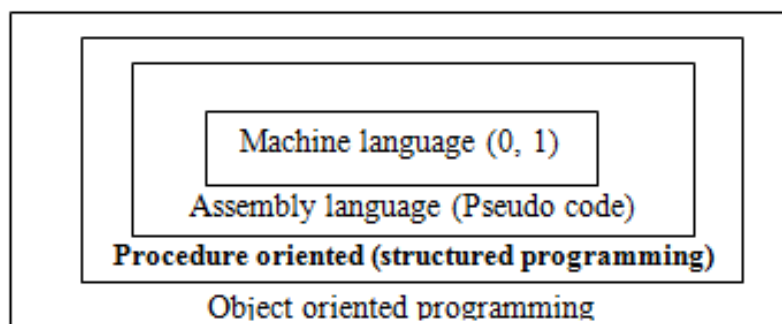 Machine language (0, 1)
Assembly language (Pseudo code)
Procedure oriented (structured programming)
Object oriented programming